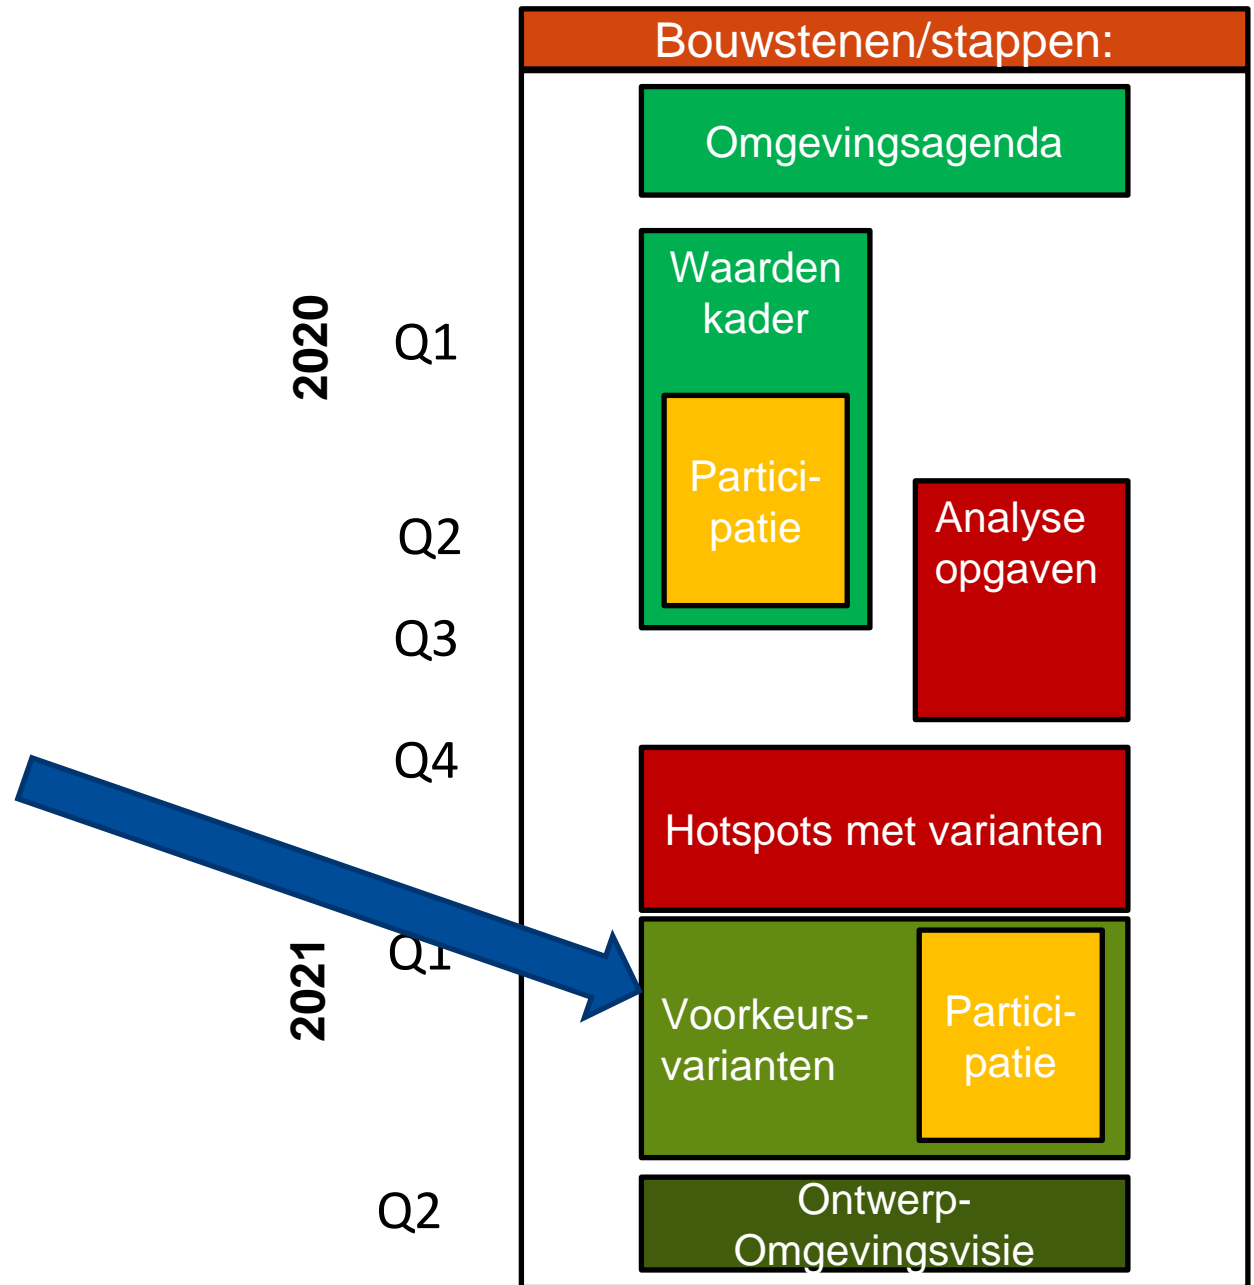 Bouwstenen/stappen:
Omgevingsagenda
Waarden
kader
2020
Q1
Partici-
patie
Q2
Analyse
opgaven
Q3
Q4
Hotspots met varianten
2021
Q1
Voorkeurs-
varianten
Partici-
patie
Q2
Ontwerp-
Omgevingsvisie